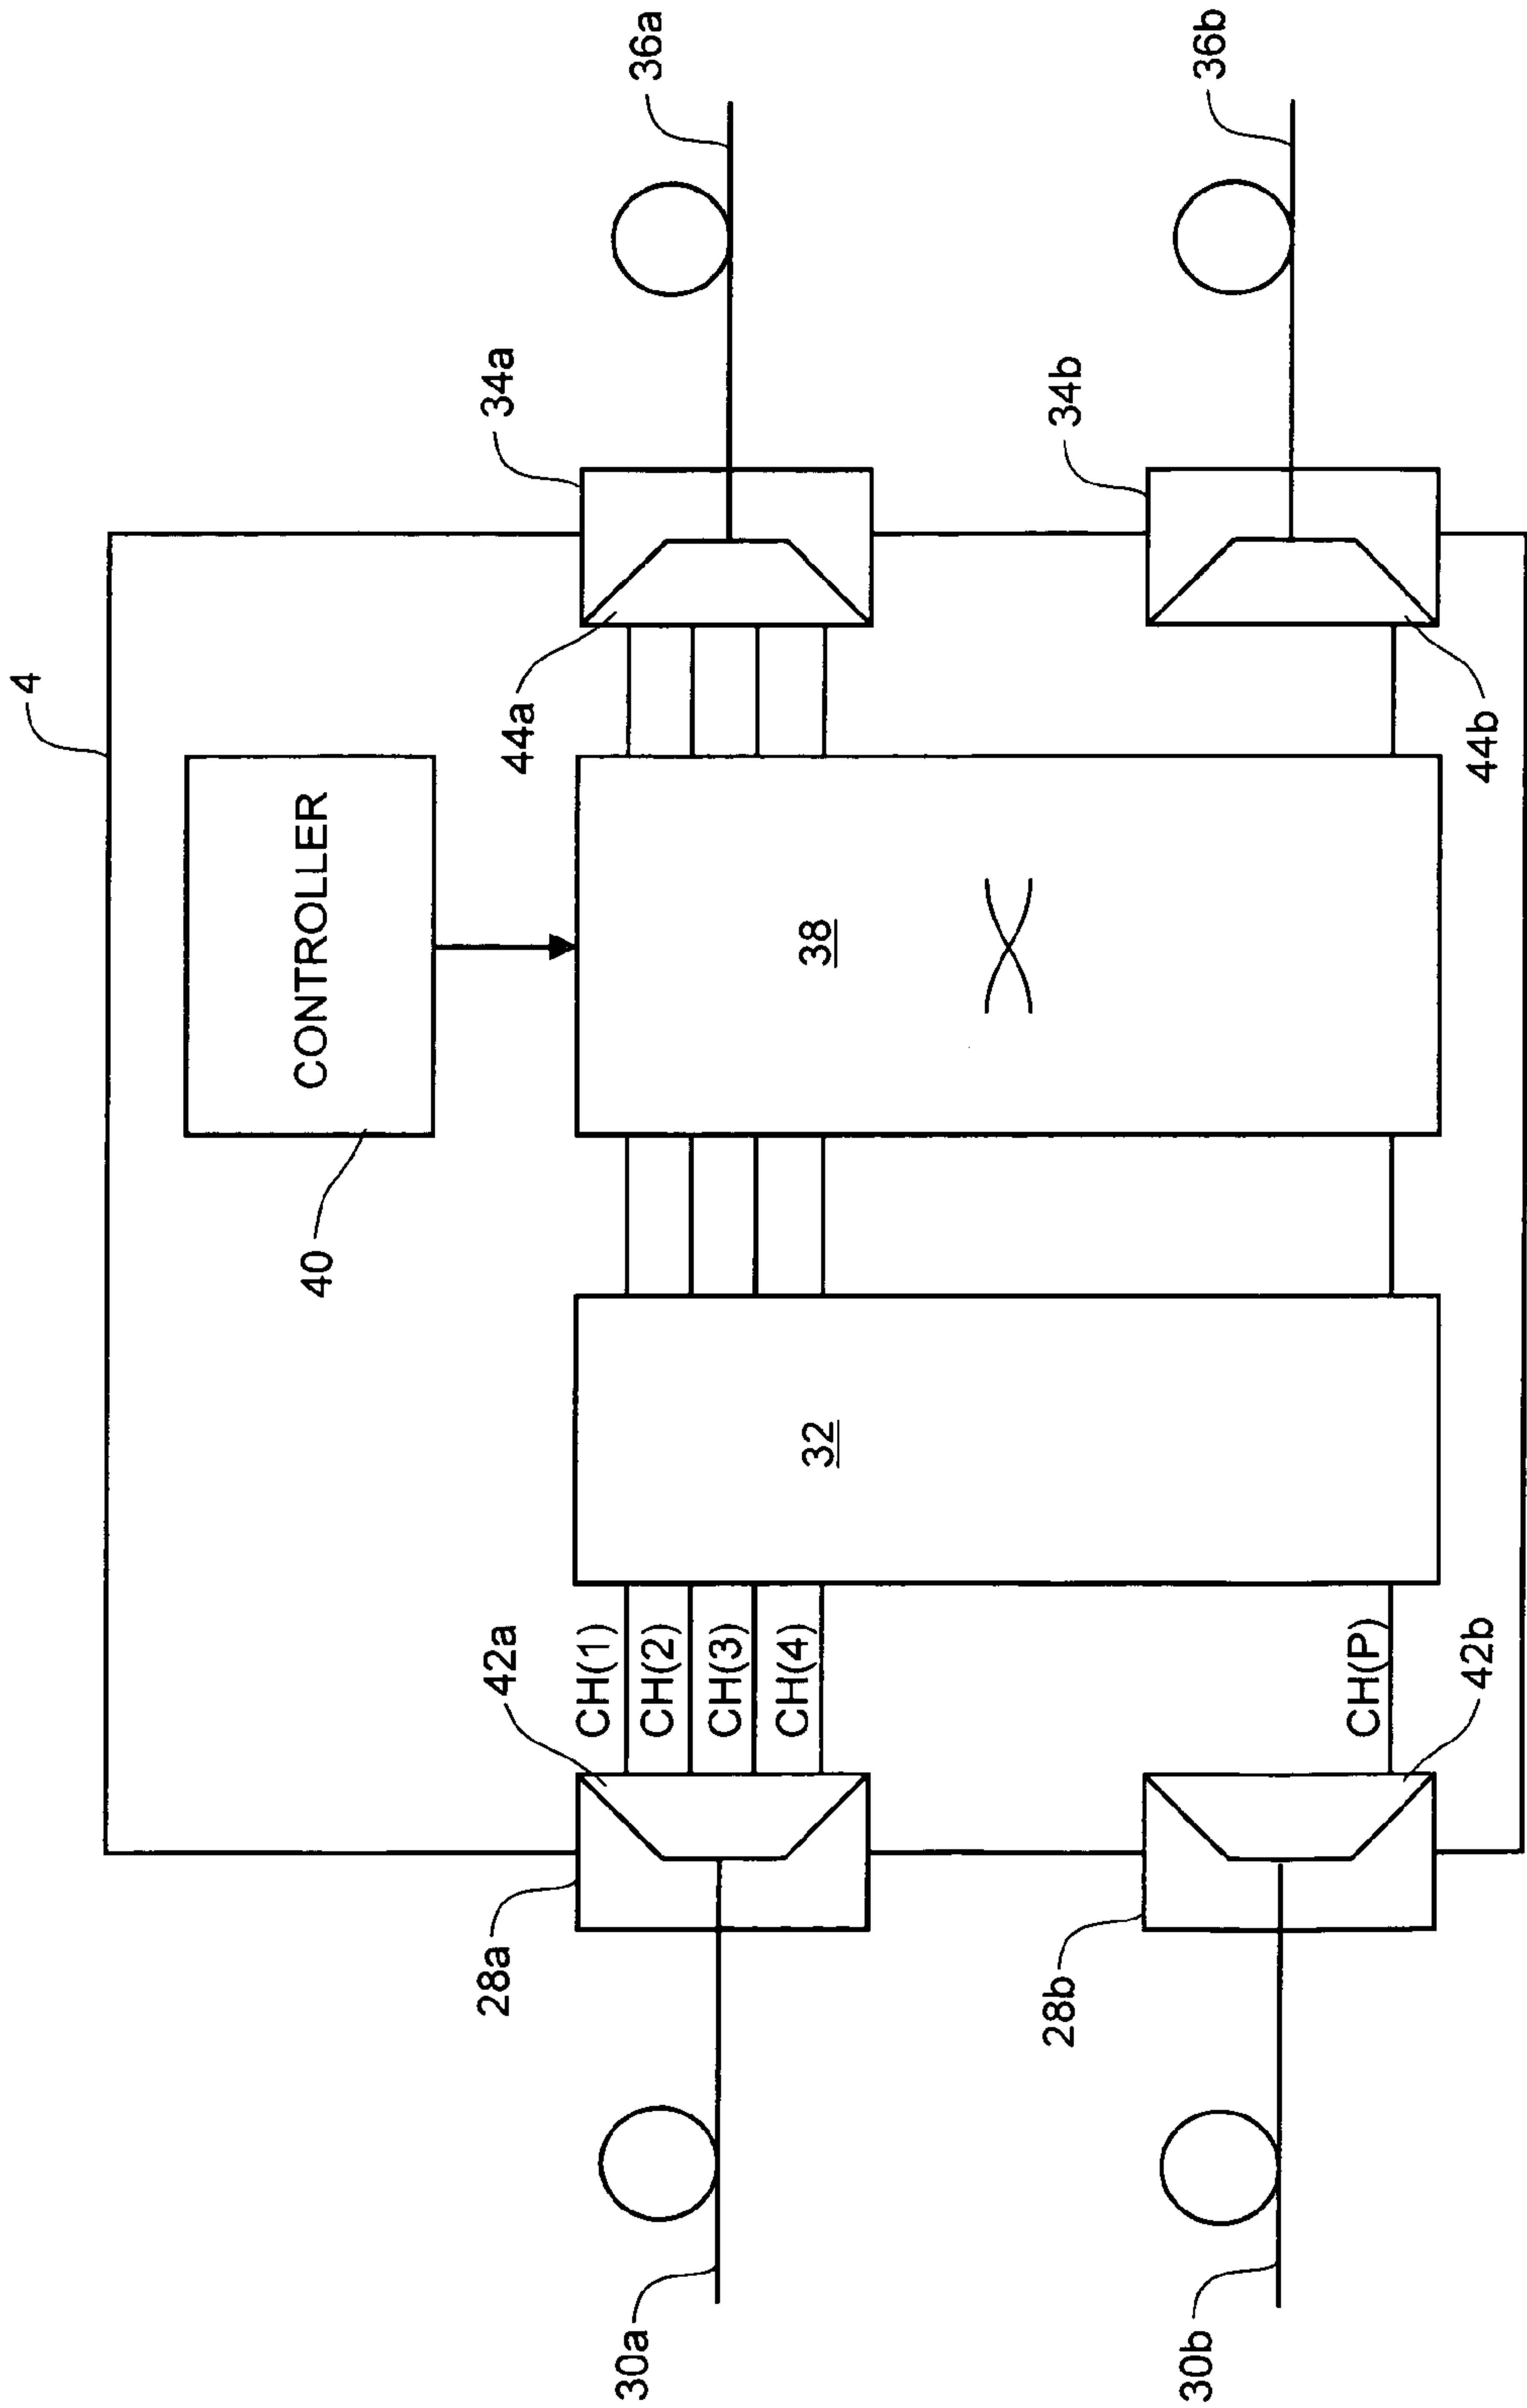 4
CONTROLLER
40
34a
36a
44a
28a
42a
CH(1)
CH(2)
CH(3)
CH(4)
32
38
30a
34b
36b
28b
CH(P)
42b
44b
30b